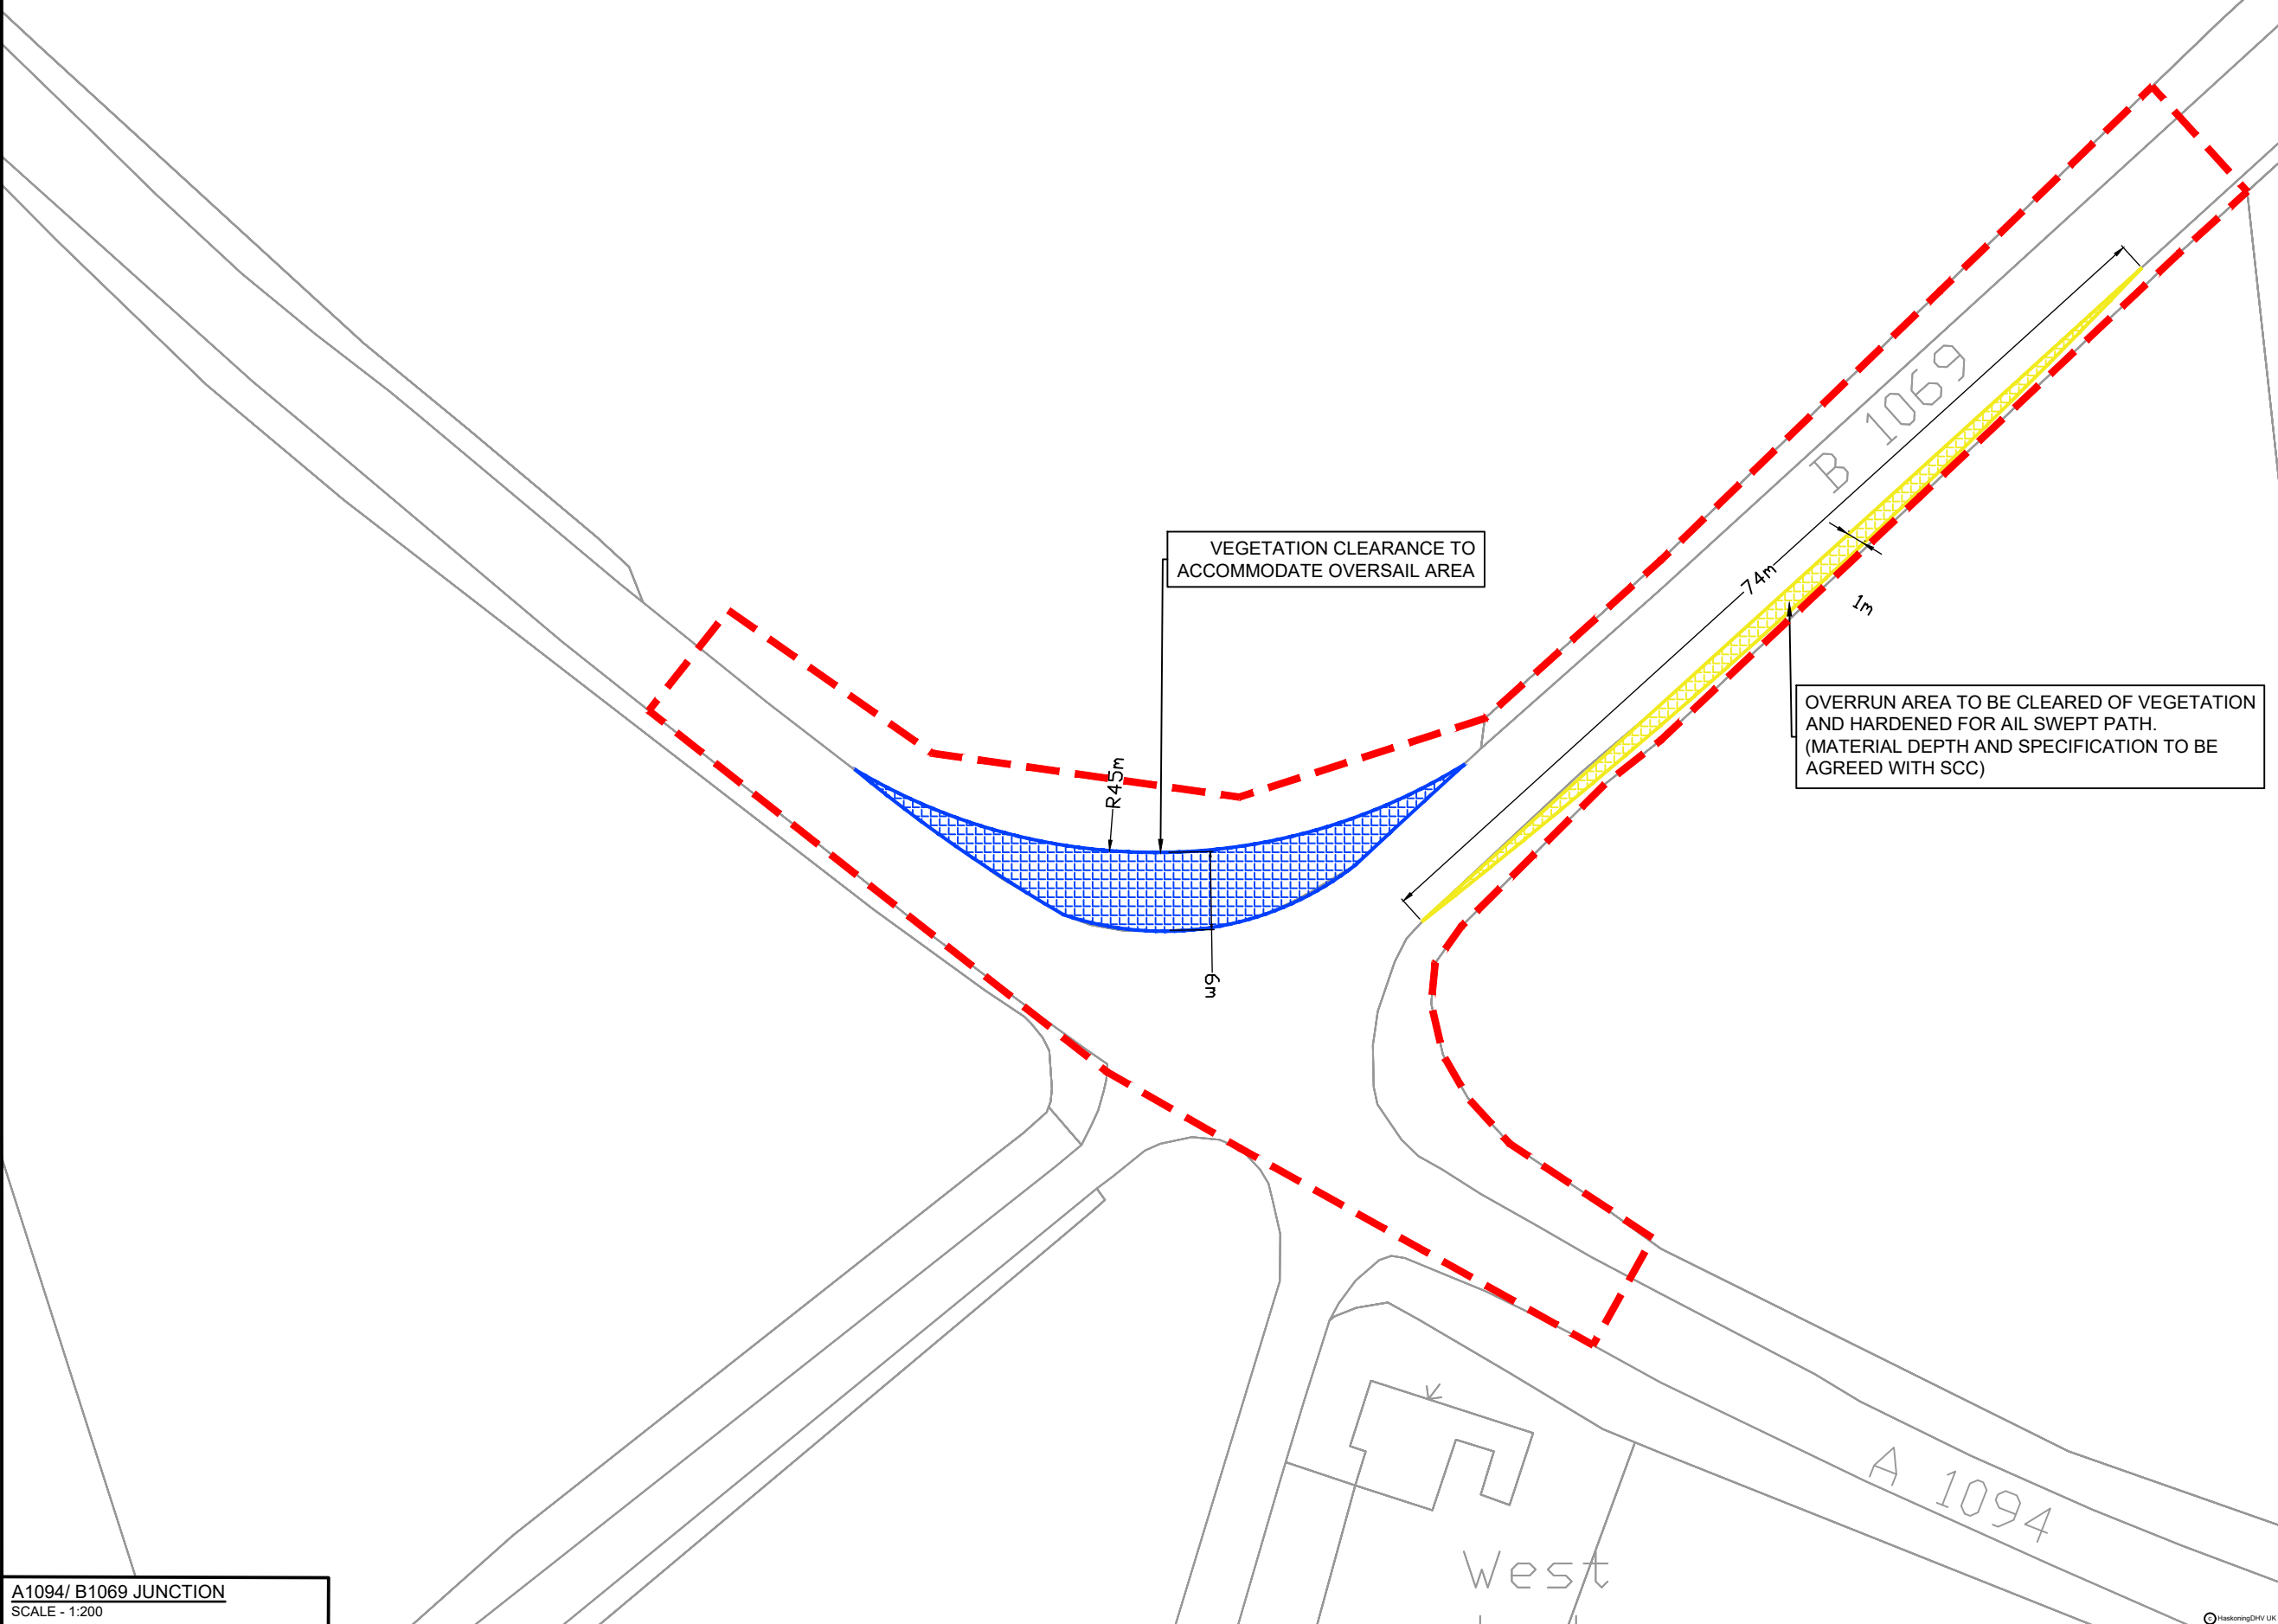 B 1069
VEGETATION CLEARANCE TO
ACCOMMODATE OVERSAIL AREA
74m
1m
OVERRUN AREA TO BE CLEARED OF VEGETATION
AND HARDENED FOR AIL SWEPT PATH.
(MATERIAL DEPTH AND SPECIFICATION TO BE
AGREED WITH SCC)
R45m
6m
A 1094
West
A1094/ B1069 JUNCTION
SCALE - 1:200
© HaskoningDHV UK